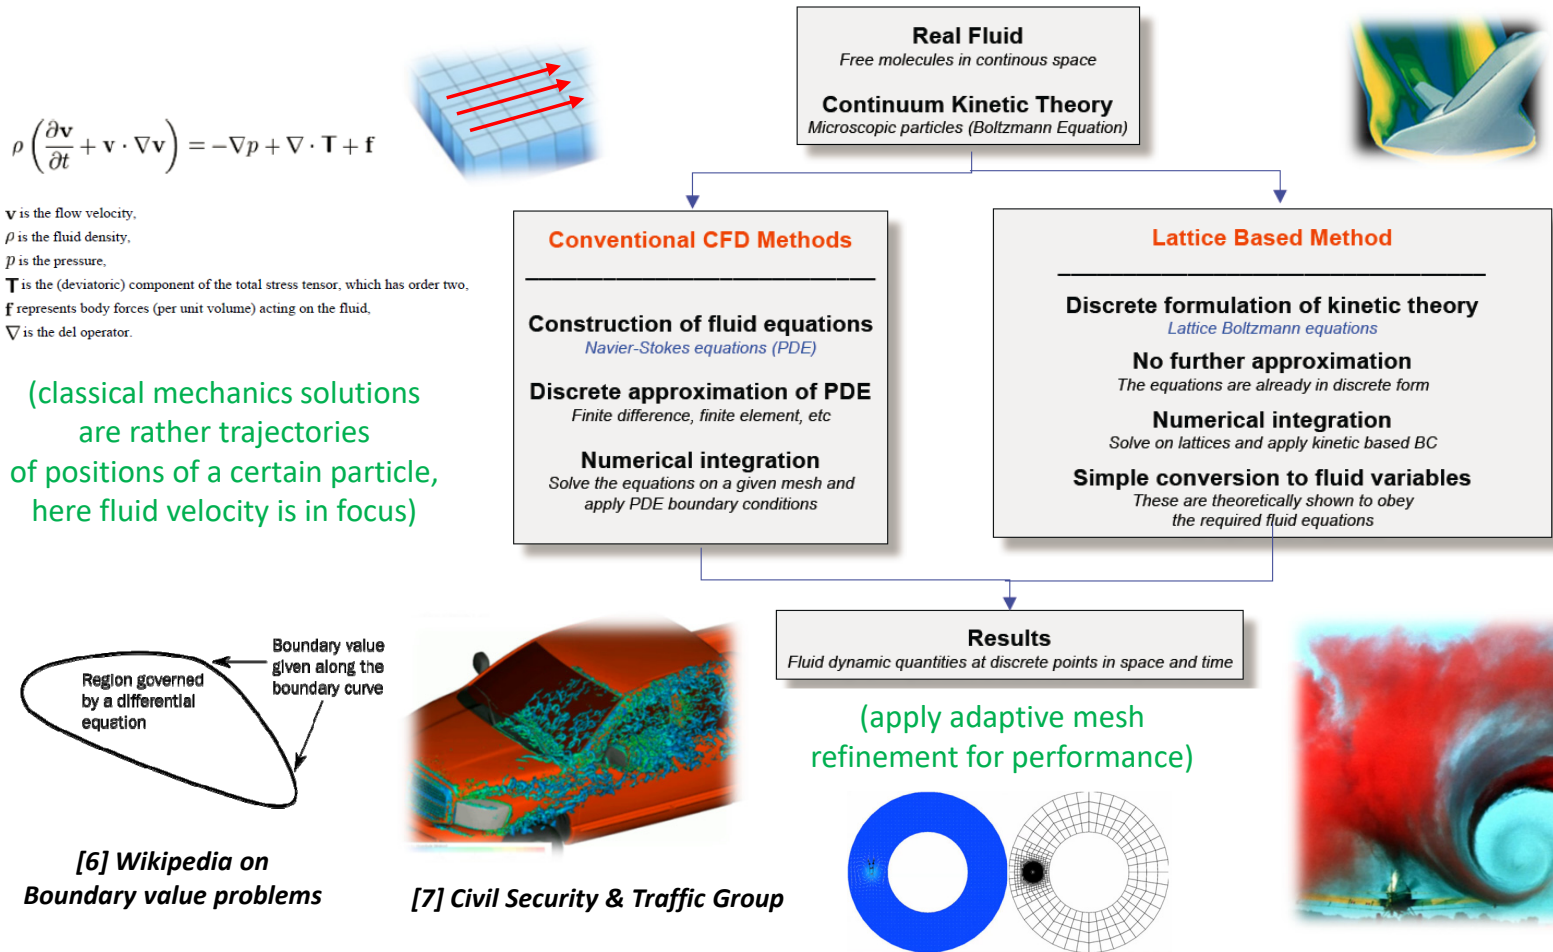 Real Fluid
Free molecules in continous space
Continuum Kinetic Theory
Microscopic particles (Boltzmann Equation)
ρ (∂v/∂t + v · ∇v) = −∇p + ∇ · T + f
v is the flow velocity,
ρ is the fluid density,
p is the pressure,
T is the (deviatoric) component of the total stress tensor, which has order two,
f represents body forces (per unit volume) acting on the fluid,
∇ is the del operator.
(classical mechanics solutions
are rather trajectories
of positions of a certain particle,
here fluid velocity is in focus)
Conventional CFD Methods
Construction of fluid equations
Navier-Stokes equations (PDE)
Discrete approximation of PDE
Finite difference, finite element, etc
Numerical integration
Solve the equations on a given mesh and
apply PDE boundary conditions
Lattice Based Method
Discrete formulation of kinetic theory
Lattice Boltzmann equations
No further approximation
The equations are already in discrete form
Numerical integration
Solve on lattices and apply kinetic based BC
Simple conversion to fluid variables
These are theoretically shown to obey
the required fluid equations
Results
Fluid dynamic quantities at discrete points in space and time
(apply adaptive mesh
refinement for performance)
Region governed
by a differential
equation
Boundary value
given along the
boundary curve
[6] Wikipedia on
Boundary value problems
[7] Civil Security & Traffic Group